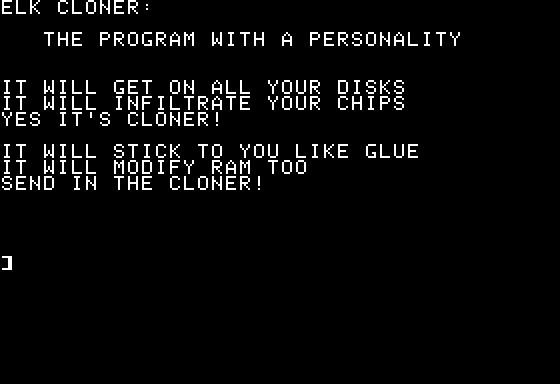 ELK CLONER:
THE PROGRAM WITH A PERSONALITY
IT WILL GET ON ALL YOUR DISKS
IT WILL INFILTRATE YOUR CHIPS
YES IT'S CLONER!
IT WILL STICK TO YOU LIKE GLUE
IT WILL MODIFY RAM TOO
SEND IN THE CLONER!
]